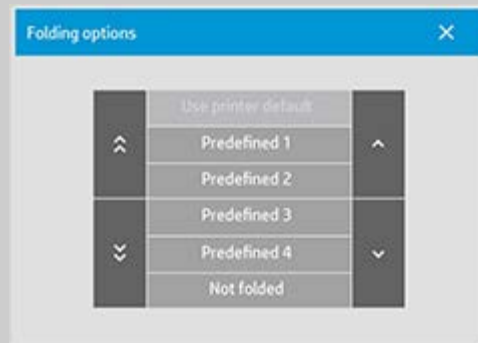 Folding options
Use printer default
Predefined 1
Predefined 2
Predefined 3
Predefined 4
Not folded